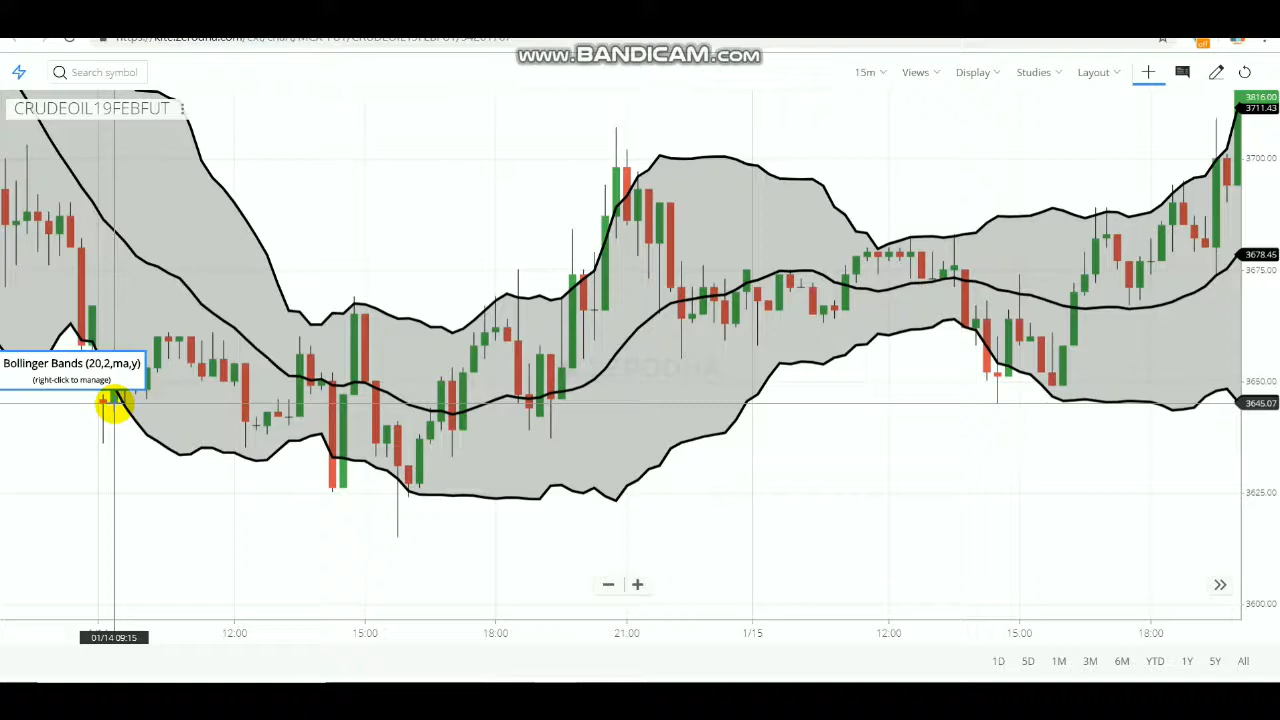 www.BANDICAM.com
off
Search symbol
15m
Views
Display
Studies
Layout
CRUDEOIL19FEBFUT
3816.00
3711.43
3700.00
3678.45
3675.00
Bollinger Bands (20,2,ma,y)
(right-click to manage)
ZERODHA
3650.00
3645.07
3625.00
3600.00
01/14 09:15
12:00
15:00
18:00
21:00
1/15
12:00
15:00
18:00
1D
5D
1M
3M
6M
YTD
1Y
5Y
All